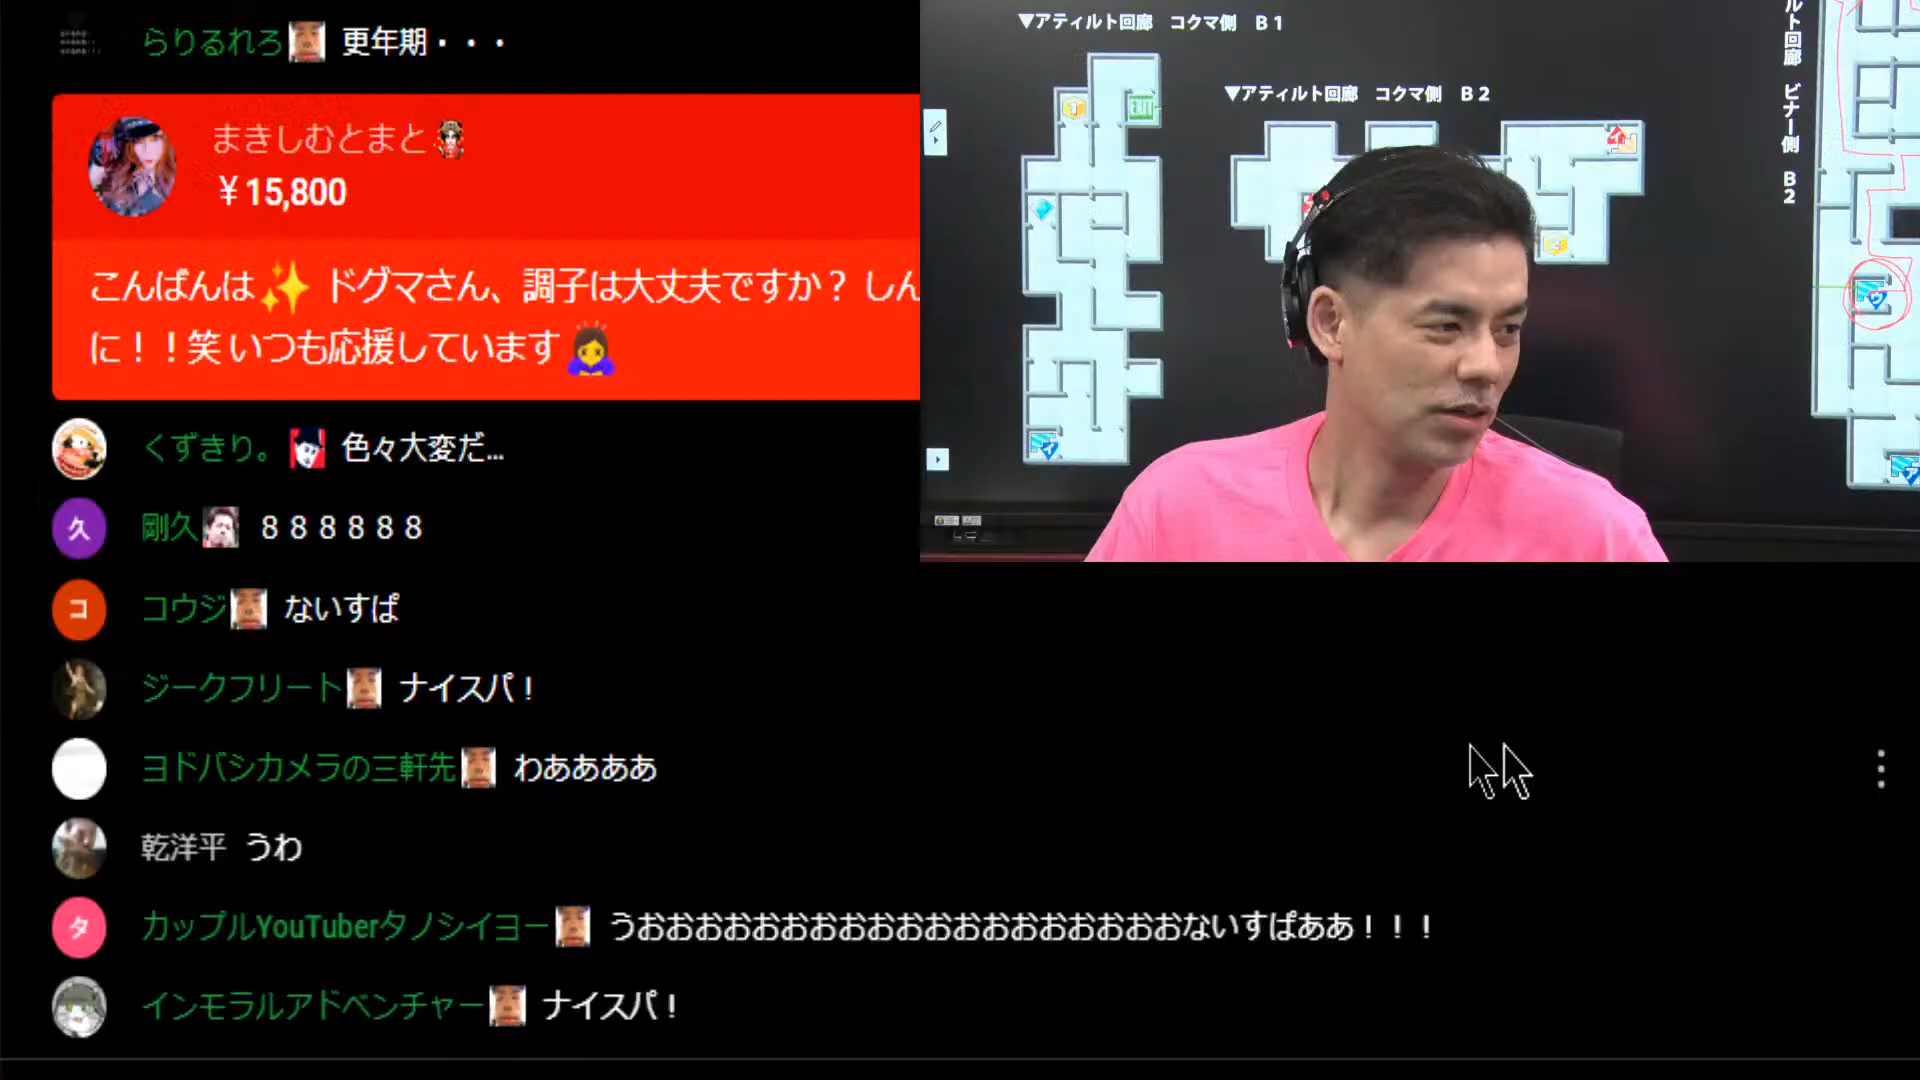 らりるれろ 更年期・・・
まきしむとまと
￥15,800
こんばんは✨ ドグマさん、調子は大丈夫ですか？ しん
に！！笑 いつも応援しています🙇‍♀️
くずきり。 色々大変だ...
久 剛久 ８８８８８８
コ コウジ ないすぱ
ジークフリート ナイスパ！
ヨドバシカメラの三軒先 わああああ
乾洋平 うわ
タ カップルYouTuberタノシイヨー うおおおおおおおおおおおおおおおおおおおないすぱああ！！！
インモラルアドベンチャー ナイスパ！
▼アティルト回廊 コクマ側 Ｂ１
EXIT
1
イ
▼アティルト回廊 コクマ側 Ｂ２
イ
2
ルト回廊 ビナー側 Ｂ２
ウ
ア